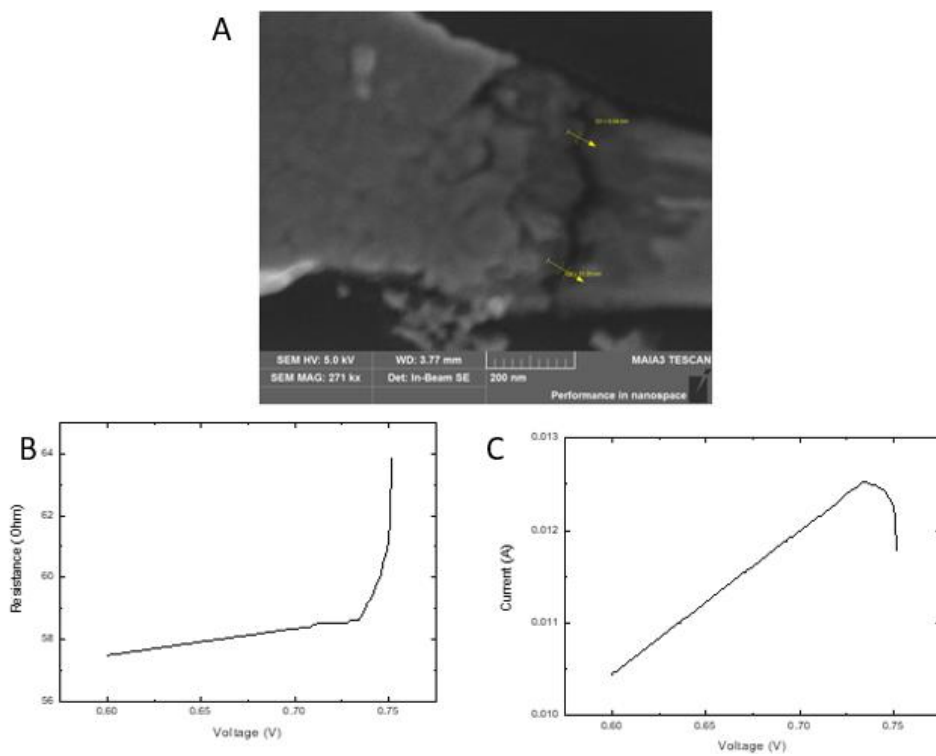 A
SEM HV: 5.0 kV
WD: 3.77 mm
MAIA3 TESCAN
SEM MAG: 271 kx
Det: In-Beam SE
200 nm
Performance in nanospace
B
64
62
60
58
56
Resistance (Ohm)
0.60
0.65
0.70
0.75
Voltage (V)
C
0.013
0.012
0.011
0.010
Current (A)
0.60
0.65
0.70
0.75
Voltage (V)